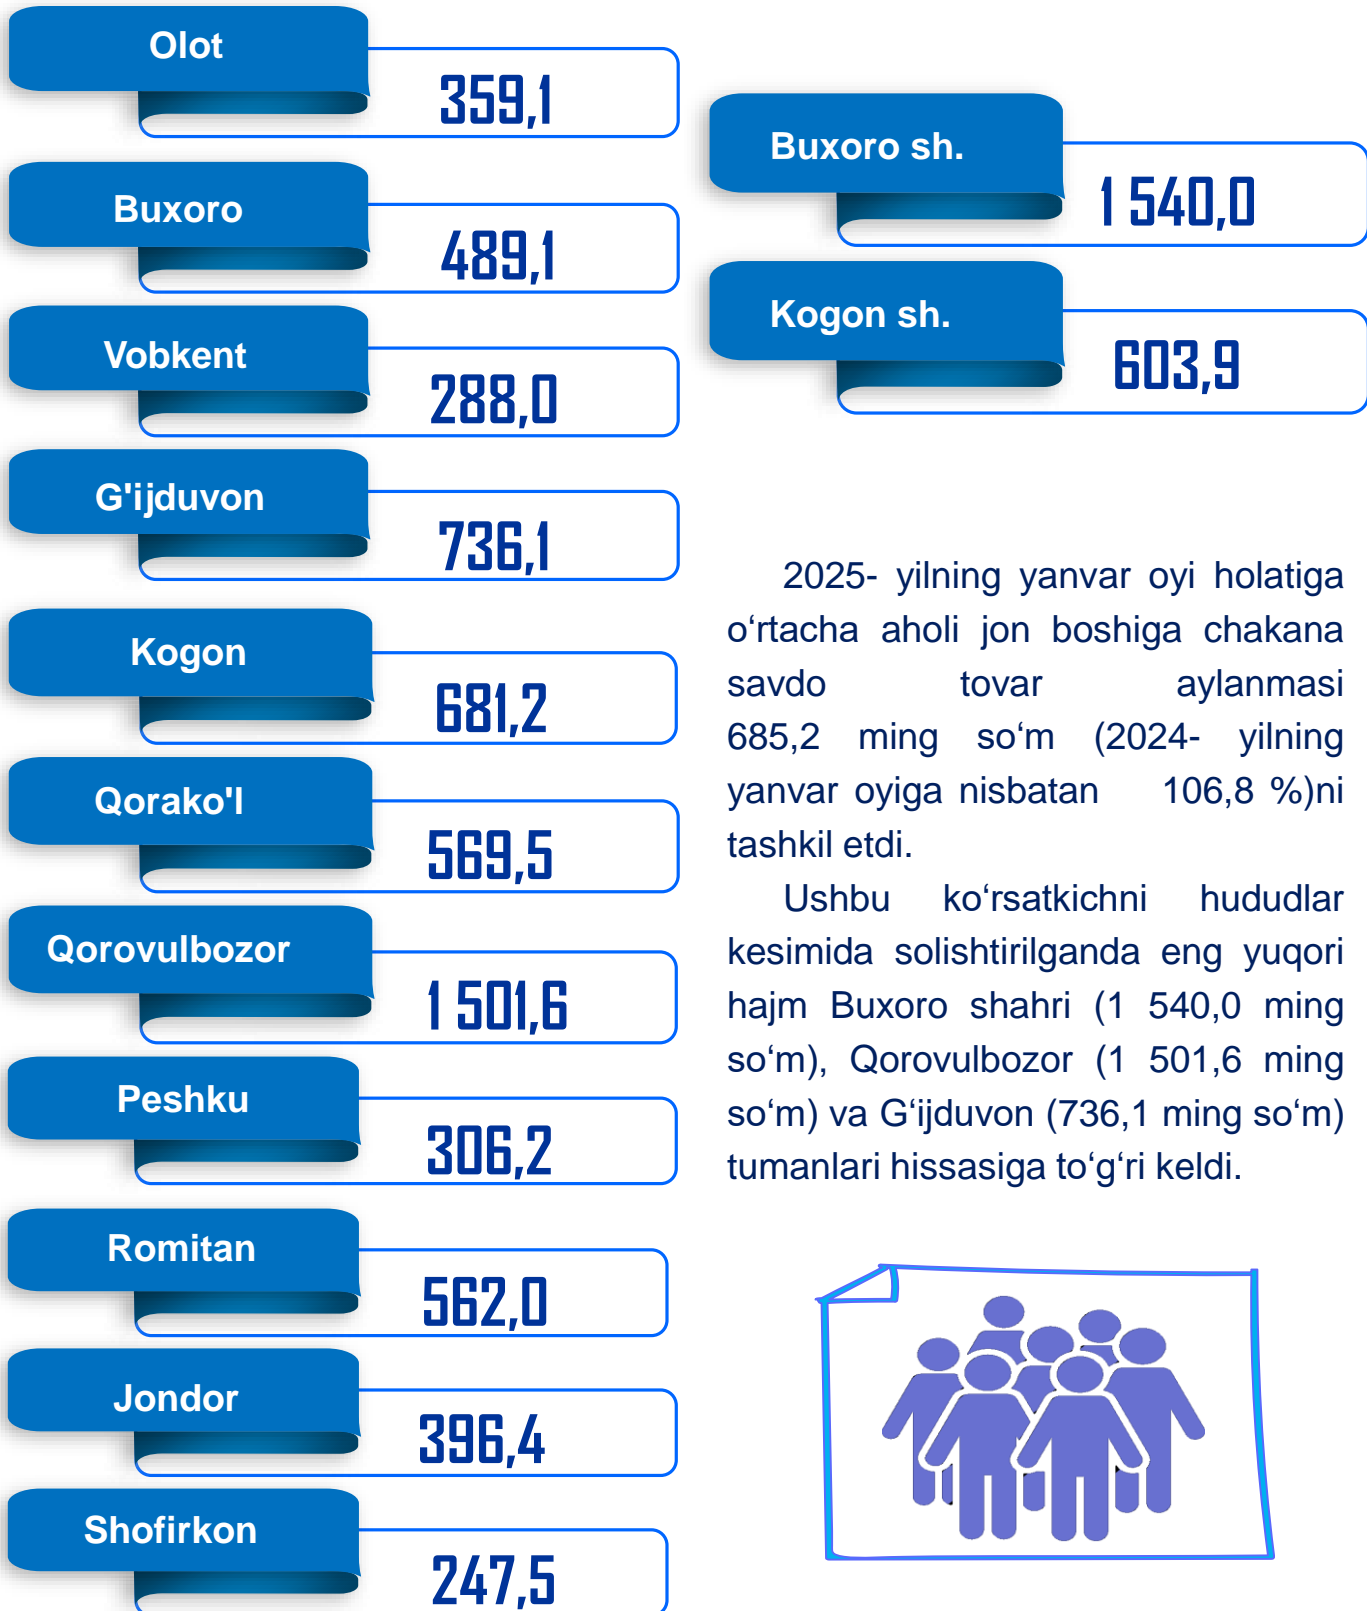 Olot
359,1
Buxoro
489,1
Vobkent
288,0
G'ijduvon
736,1
Kogon
681,2
Qorako'l
569,5
Qorovulbozor
1 501,6
Peshku
306,2
Romitan
562,0
Jondor
396,4
Shofirkon
247,5
Buxoro sh.
1 540,0
Kogon sh.
603,9
2025- yilning yanvar oyi holatiga
o‘rtacha aholi jon boshiga chakana
savdo tovar aylanmasi
685,2 ming so‘m (2024- yilning
yanvar oyiga nisbatan 106,8 %)ni
tashkil etdi.
Ushbu ko‘rsatkichni hududlar
kesimida solishtirilganda eng yuqori
hajm Buxoro shahri (1 540,0 ming
so‘m), Qorovulbozor (1 501,6 ming
so‘m) va G‘ijduvon (736,1 ming so‘m)
tumanlari hissasiga to‘g‘ri keldi.